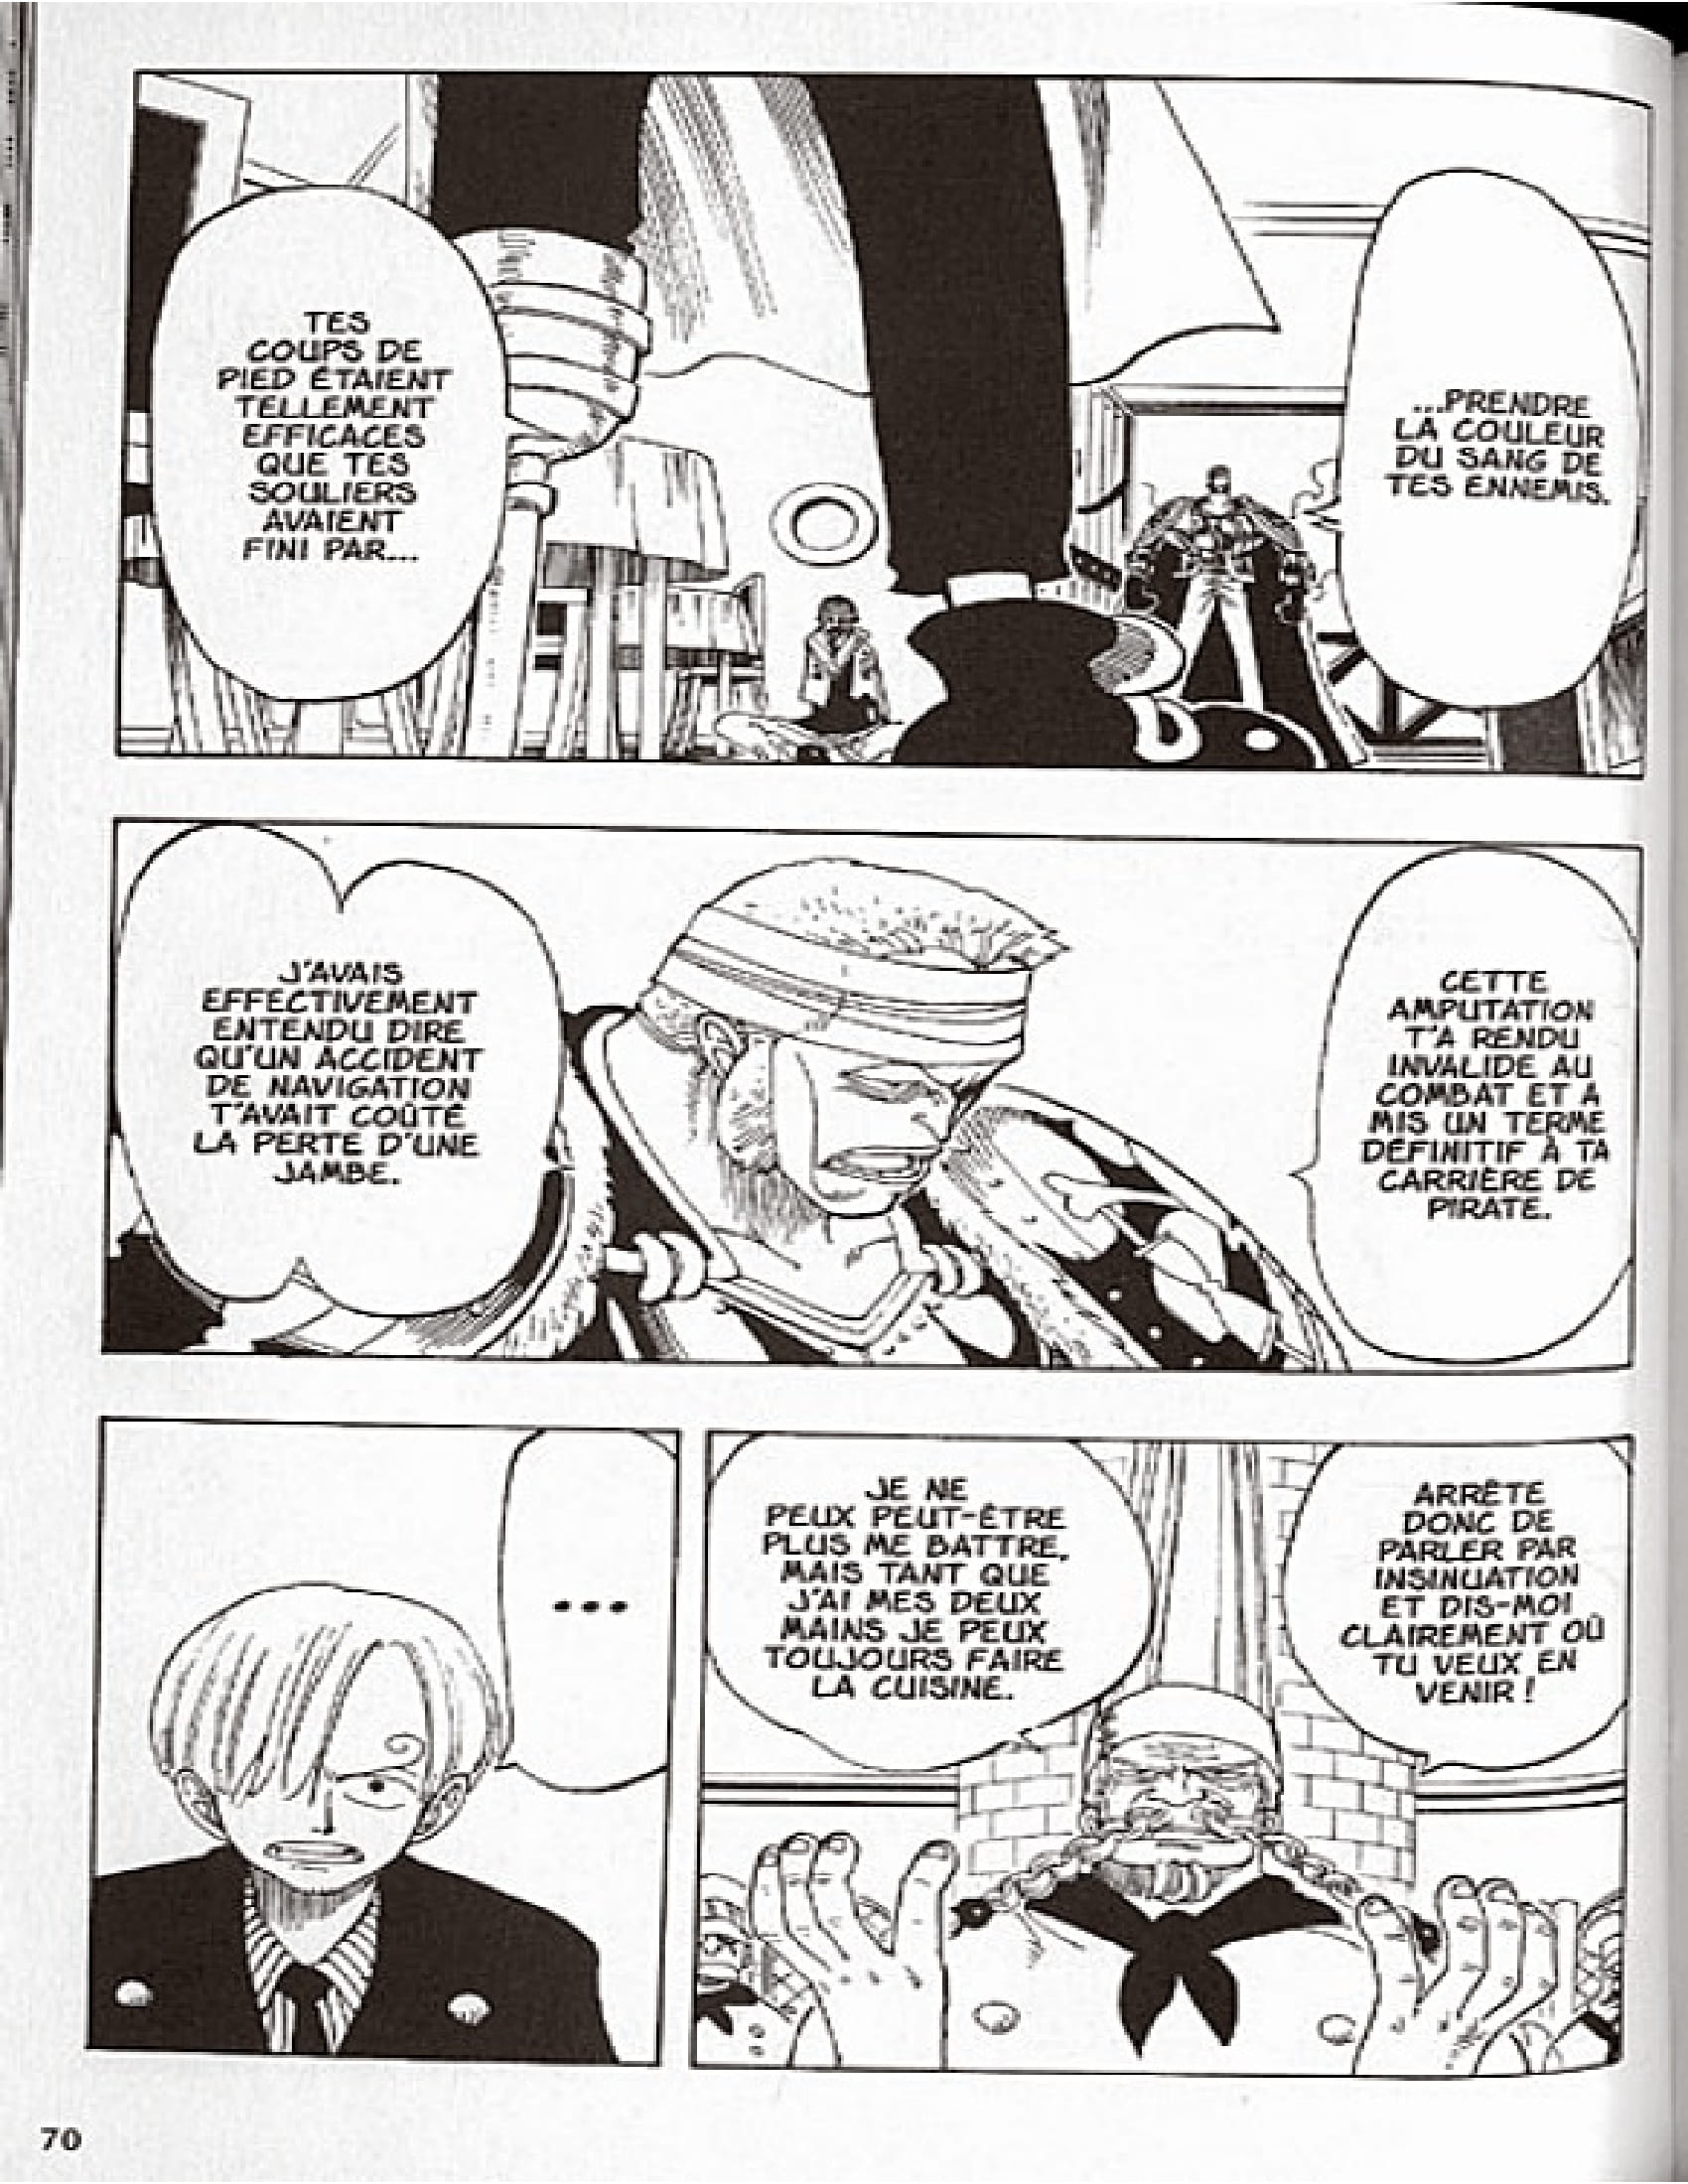 TES
COUPS DE
PIED ÉTAIENT
TELLEMENT
EFFICACES
QUE TES
SOULIERS
AVAIENT
FINI PAR...
...PRENDRE
LA COULEUR
DU SANG DE
TES ENNEMIS.
J'AVAIS
EFFECTIVEMENT
ENTENDU DIRE
QU'UN ACCIDENT
DE NAVIGATION
T'AVAIT COÛTÉ
LA PERTE D'UNE
JAMBE.
CETTE
AMPUTATION
T'A RENDU
INVALIDE AU
COMBAT ET A
MIS UN TERME
DÉFINITIF À TA
CARRIÈRE DE
PIRATE.
...
JE NE
PEUX PEUT-ÊTRE
PLUS ME BATTRE,
MAIS TANT QUE
J'AI MES DEUX
MAINS JE PEUX
TOUJOURS FAIRE
LA CUISINE.
ARRÊTE
DONC DE
PARLER PAR
INSINUATION
ET DIS-MOI
CLAIREMENT OÙ
TU VEUX EN
VENIR !
70